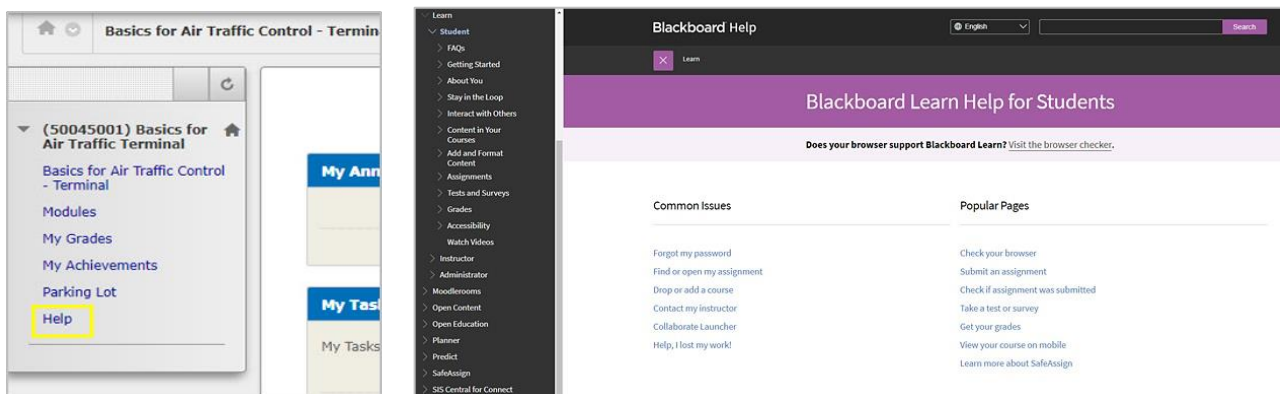 Basics for Air Traffic Control - Termin
(50045001) Basics for
Air Traffic Terminal
Basics for Air Traffic Control
- Terminal
Modules
My Grades
My Achievements
Parking Lot
Help
My Ann
My Tas
My Tasks
Learn
Student
FAQs
Getting Started
About You
Stay in the Loop
Interact with Others
Content in Your
Courses
Add and Format
Content
Assignments
Tests and Surveys
Grades
Accessibility
Watch Videos
Instructor
Administrator
Moodlerooms
Open Content
Open Education
Planner
Predict
SafeAssign
SIS Central for Connect
Blackboard Help
English
Search
Learn
Blackboard Learn Help for Students
Does your browser support Blackboard Learn? Visit the browser checker.
Common Issues
Forgot my password
Find or open my assignment
Drop or add a course
Contact my instructor
Collaborate Launcher
Help, I lost my work!
Popular Pages
Check your browser
Submit an assignment
Check if assignment was submitted
Take a test or survey
Get your grades
View your course on mobile
Learn more about SafeAssign